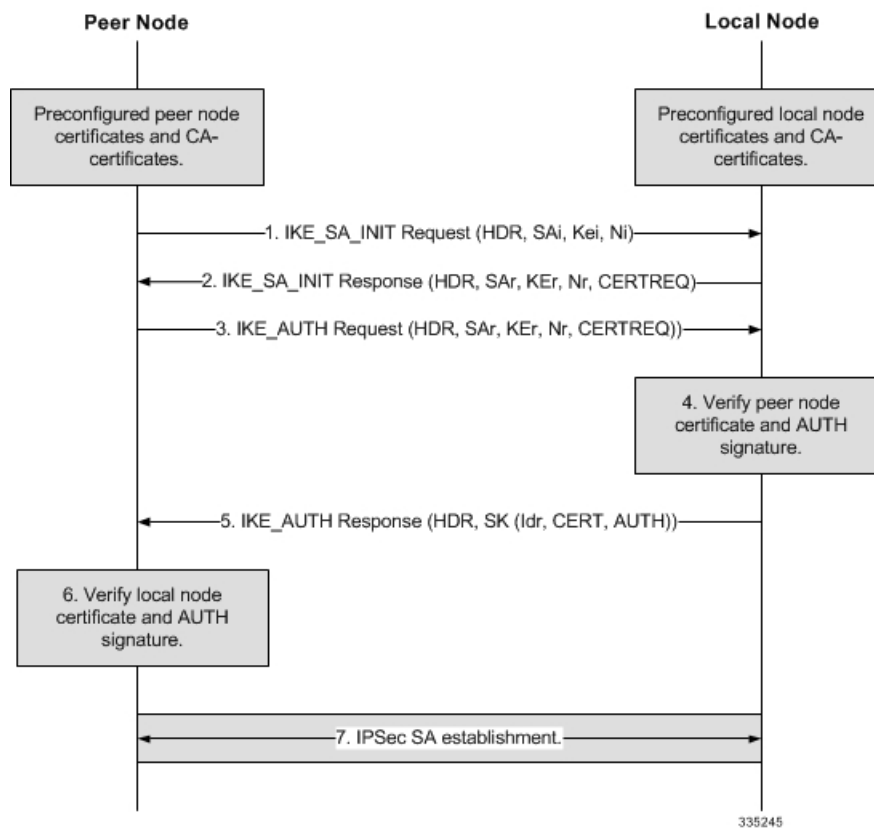 Peer Node
Local Node
Preconfigured peer node
certificates and CA-
certificates.
Preconfigured local node
certificates and CA-
certificates.
1. IKE_SA_INIT Request (HDR, SAi, Kei, Ni)
2. IKE_SA_INIT Response (HDR, SAr, KEr, Nr, CERTREQ)
3. IKE_AUTH Request (HDR, SAr, KEr, Nr, CERTREQ))
4. Verify peer node
certificate and AUTH
signature.
5. IKE_AUTH Response (HDR, SK (Idr, CERT, AUTH))
6. Verify local node
certificate and AUTH
signature.
7. IPSec SA establishment.
335245